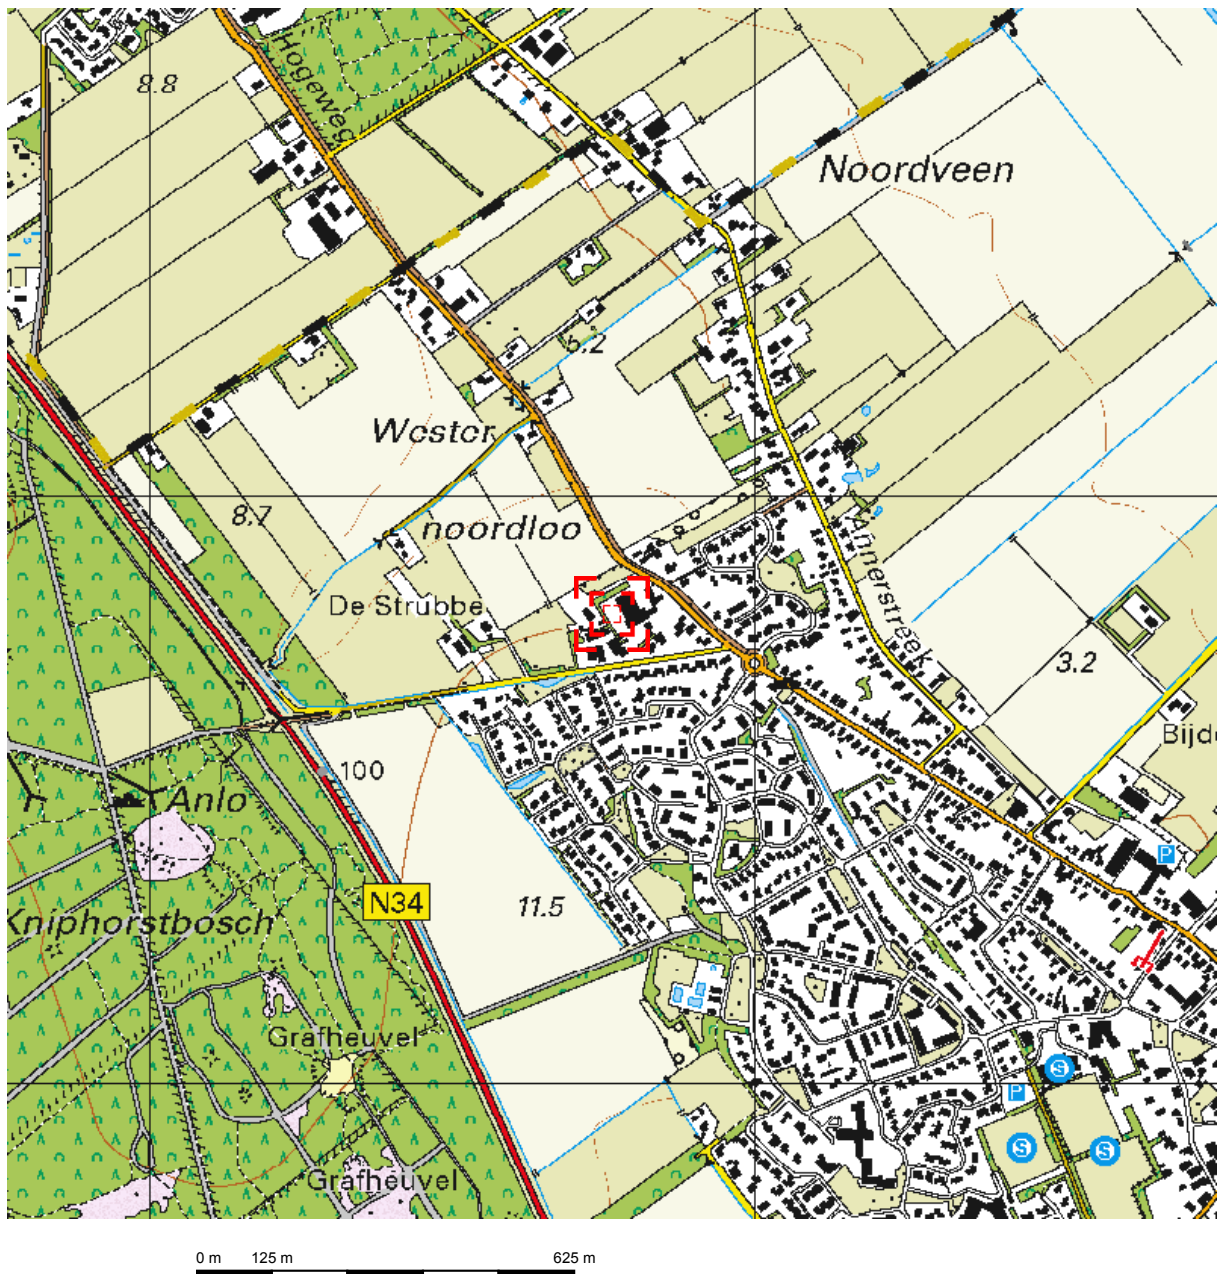 Hogeweg
8.8
Noordveen
6.2
Wester
8.7
noordloo
Annerstreek
De Strubbe
3.2
Bijde
100
Anlo
P
N34
11.5
Kniphorstbosch
Grafheuvel
S
P
S
S
Grafheuvel
0 m 125 m 625 m